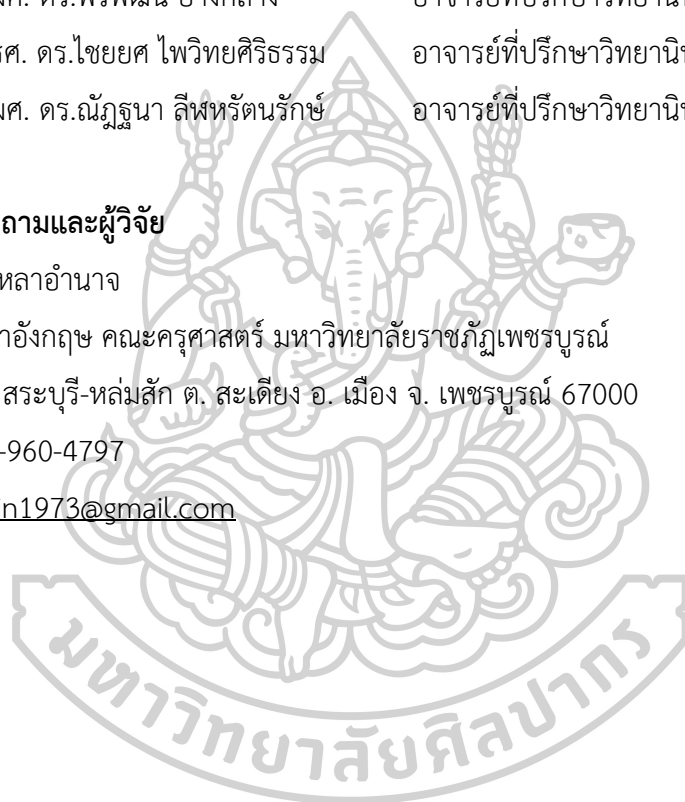 ศ. ดร.ไชยยศ ไพวิทยศิริธรรม อาจารย์ที่ปรึกษาวิทยานิ
ศ. ดร.ณัฏฐนา ลีฬหรัตนรักษ์ อาจารย์ที่ปรึกษาวิทยานิ
ถามและผู้วิจัย
หลาอำนาจ
าอังกฤษ คณะครุศาสตร์ มหาวิทยาลัยราชภัฏเพชรบูรณ์
สระบุรี-หล่มสัก ต. สะเดียง อ. เมือง จ. เพชรบูรณ์ 67000
-960-4797
in1973@gmail.com
มหาวิทยาลัยศิลปากร